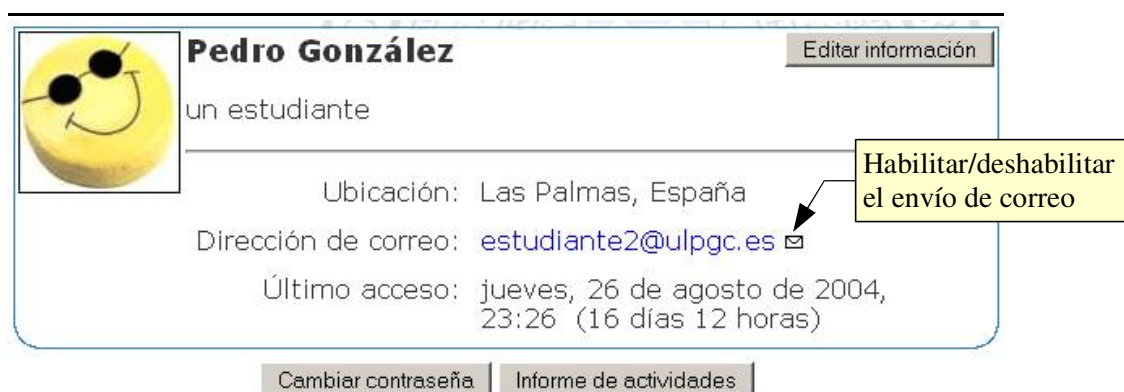 Pedro González
Editar información
un estudiante
Habilitar/deshabilitar
el envío de correo
Ubicación: Las Palmas, España
Dirección de correo: estudiante2@ulpgc.es
Último acceso: jueves, 26 de agosto de 2004,
23:26 (16 días 12 horas)
Cambiar contraseña
Informe de actividades